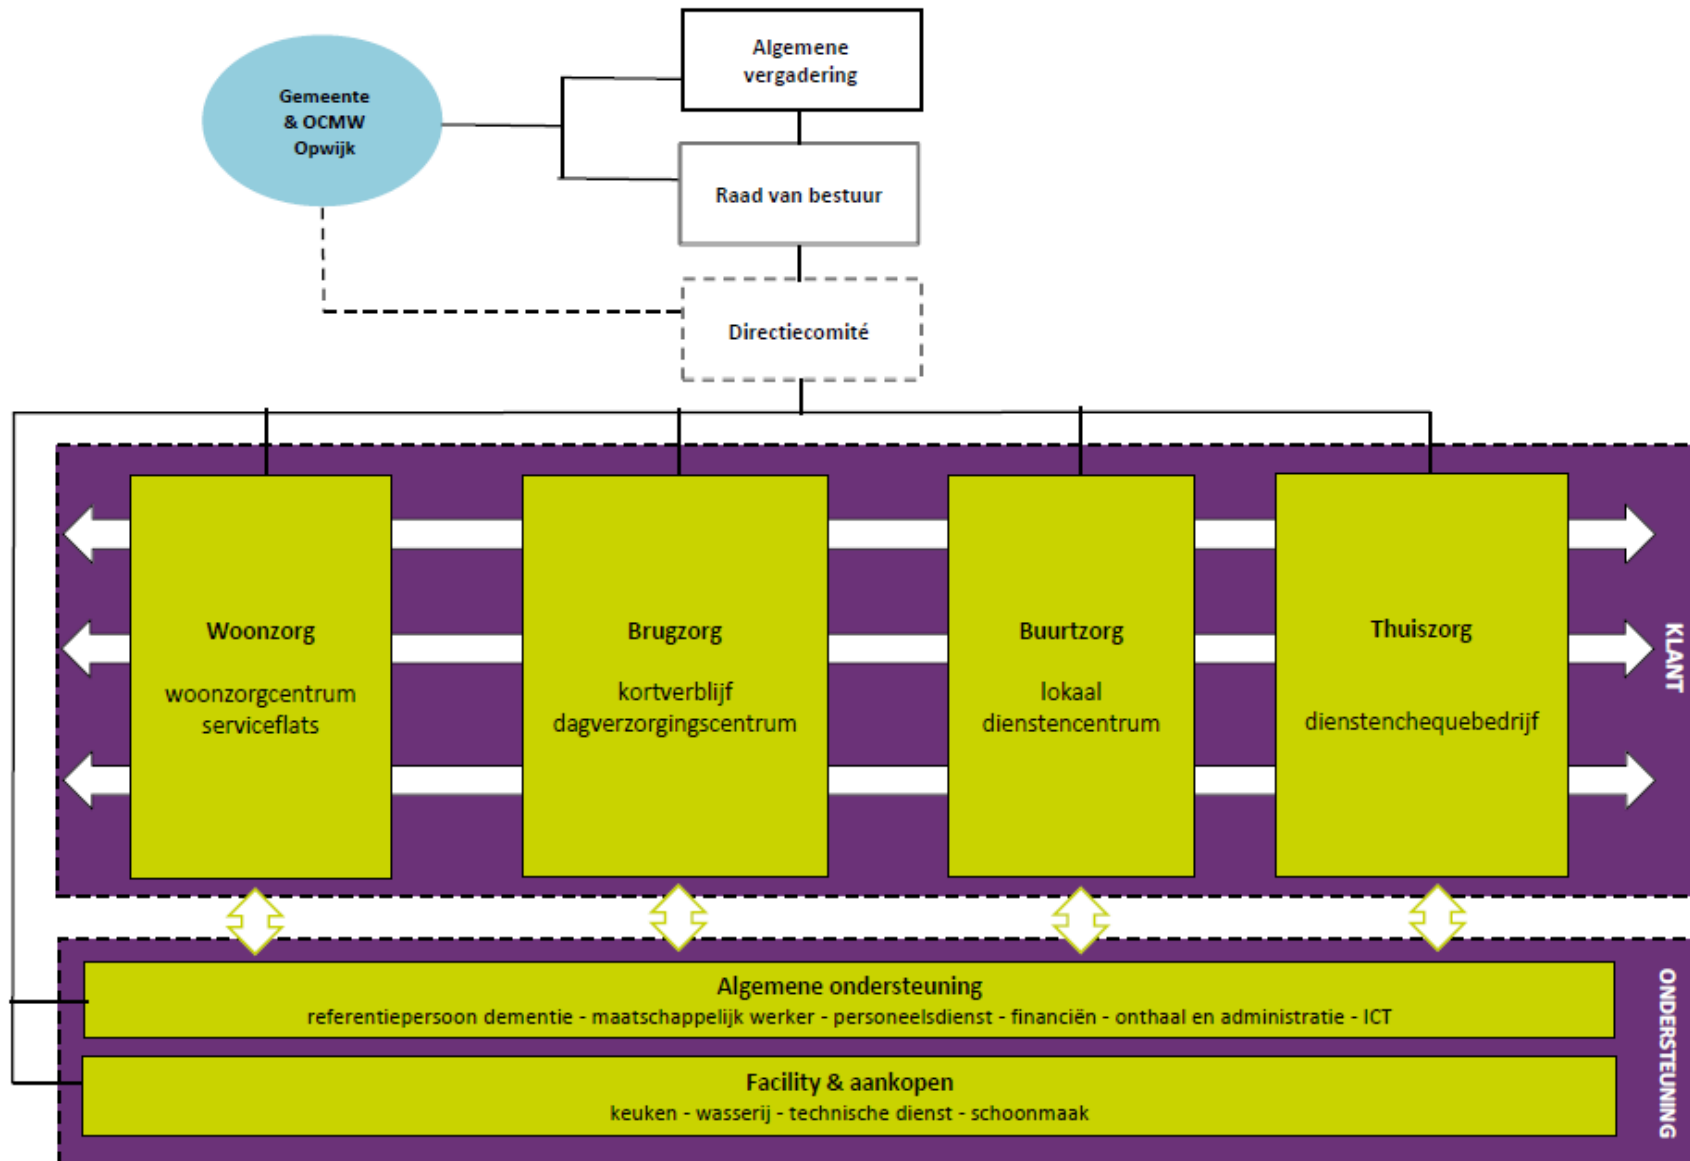 Algemene
vergadering
Gemeente
& OCMW
Opwijk
Raad van bestuur
Directiecomité
Woonzorg
woonzorgcentrum
serviceflats
Brugzorg
kortverblijf
dagverzorgingscentrum
Buurtzorg
lokaal
dienstencentrum
Thuiszorg
dienstenchequebedrijf
KLANT
Algemene ondersteuning
referentiepersoon dementie - maatschappelijk werker - personeelsdienst - financiën - onthaal en administratie - ICT
Facility & aankopen
keuken - wasserij - technische dienst - schoonmaak
ONDERSTEUNING